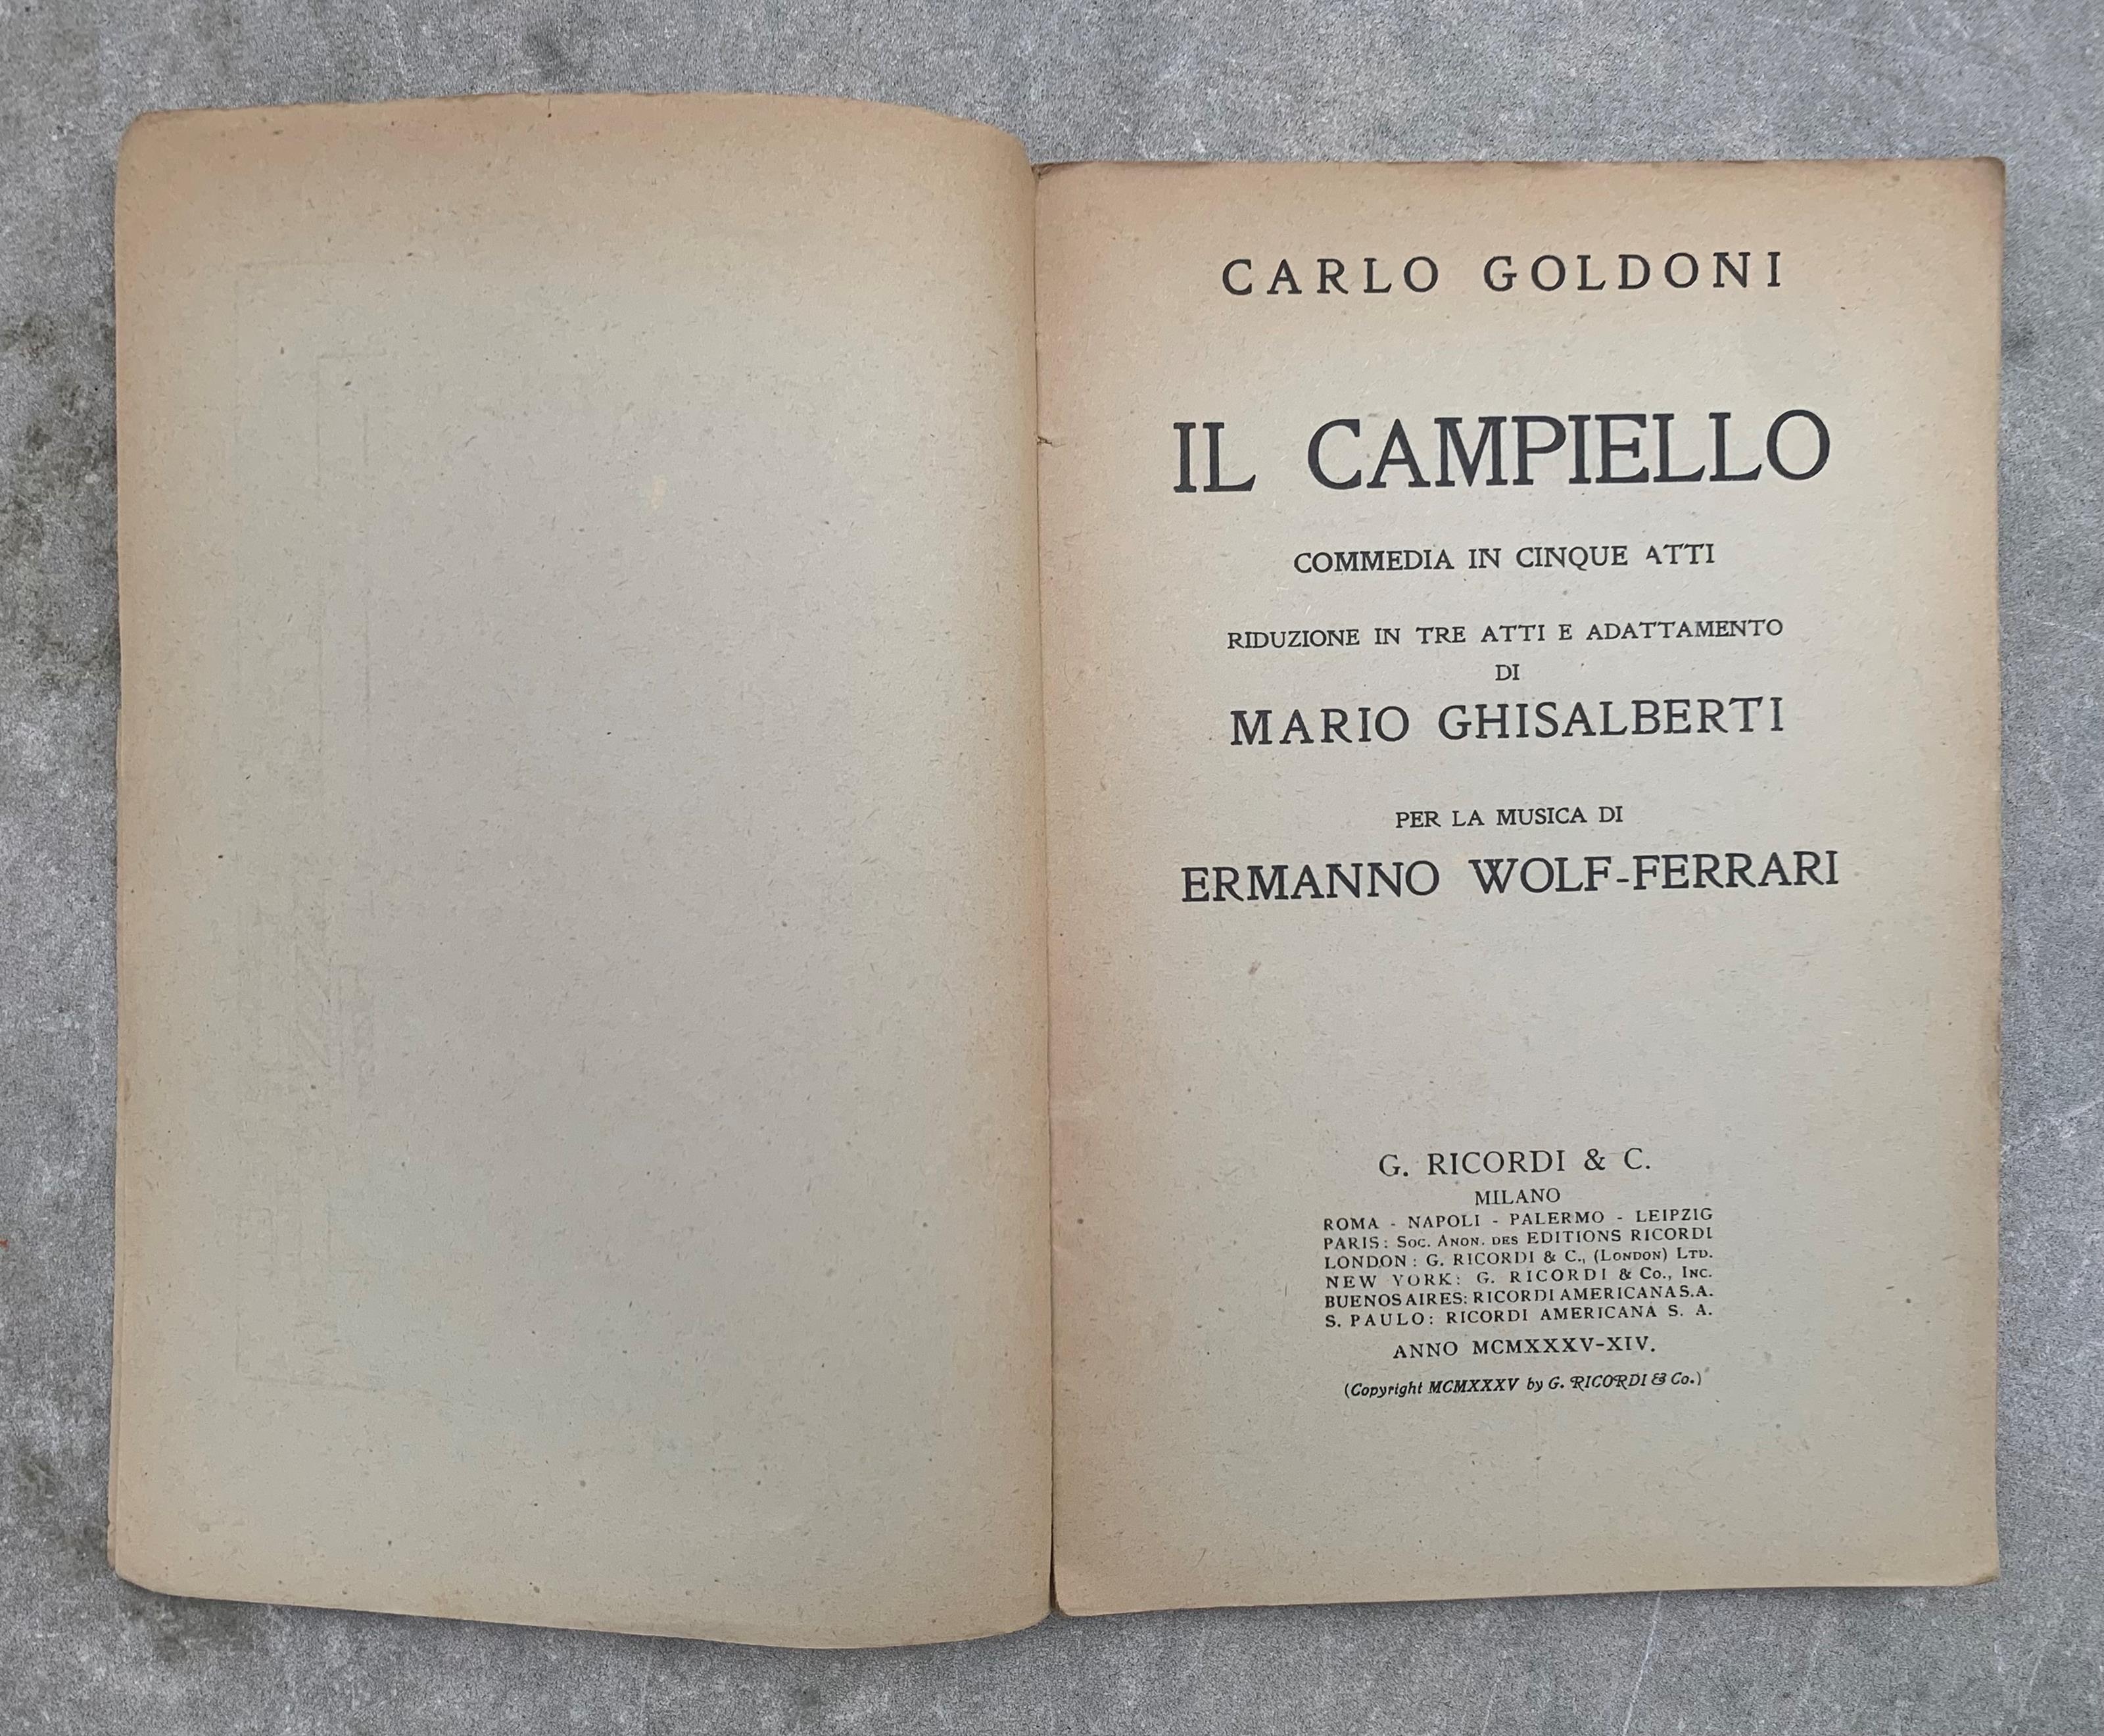 CARLO GOLDONI
IL CAMPIELLO
COMMEDIA IN CINQUE ATTI
RIDUZIONE IN TRE ATTI E ADATTAMENTO
DI
MARIO GHISALBERTI
PER LA MUSICA DI
ERMANNO WOLF-FERRARI
G. RICORDI & C.
MILANO
ROMA - NAPOLI - PALERMO - LEIPZIG
PARIS: Soc. Anon. des EDITIONS RICORDI
LONDON: G. RICORDI & C., (London) Ltd.
NEW YORK: G. RICORDI & Co., Inc.
BUENOS AIRES: RICORDI AMERICANA S.A.
S. PAULO: RICORDI AMERICANA S. A.
ANNO MCMXXXV-XIV.
(Copyright MCMXXXV by G. RICORDI & Co.)